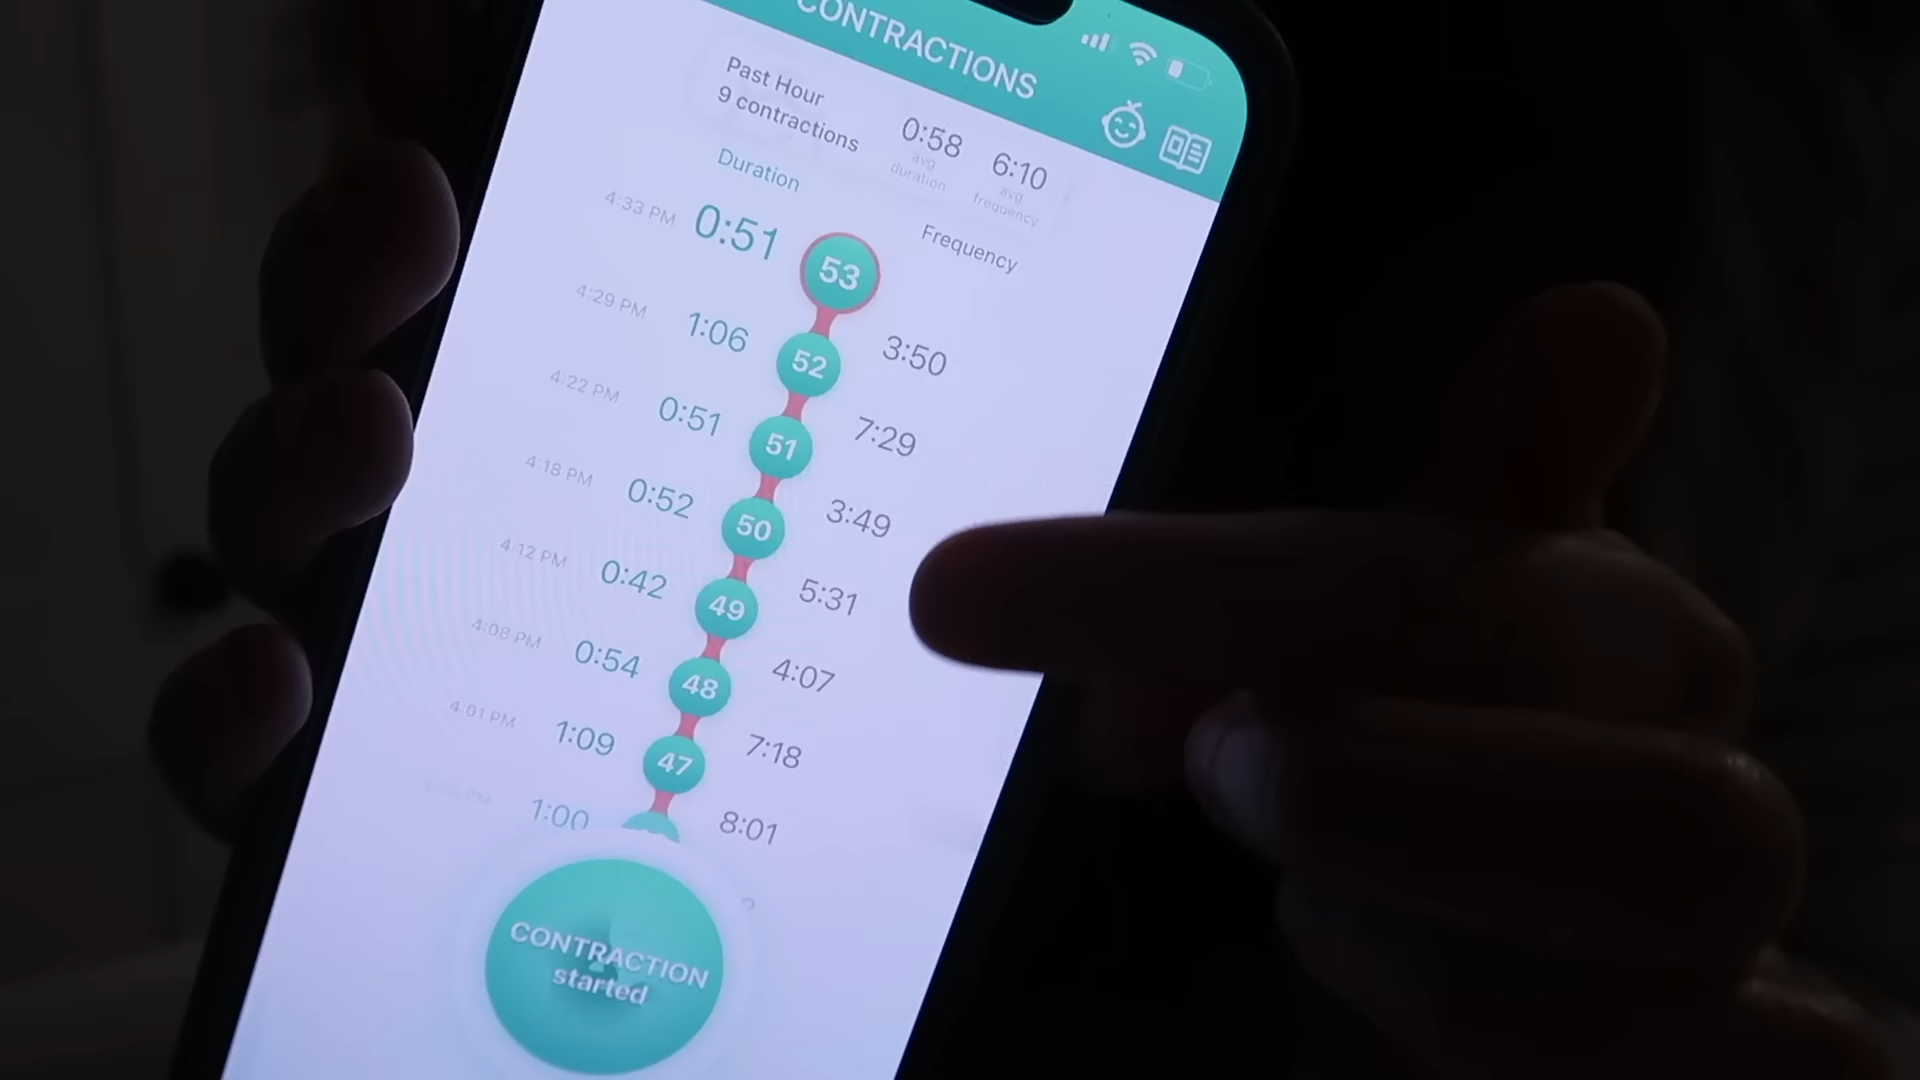 CONTRACTIONS
Past Hour
9 contractions
0:58
avg
duration
6:10
avg
frequency
Duration
Frequency
4:33 PM 0:51 53
3:50
4:29 PM 1:06 52
7:29
4:22 PM 0:51 51
3:49
4:18 PM 0:52 50
5:31
4:12 PM 0:42 49
4:07
4:08 PM 0:54 48
7:18
4:01 PM 1:09 47
8:01
1:00
CONTRACTION
started